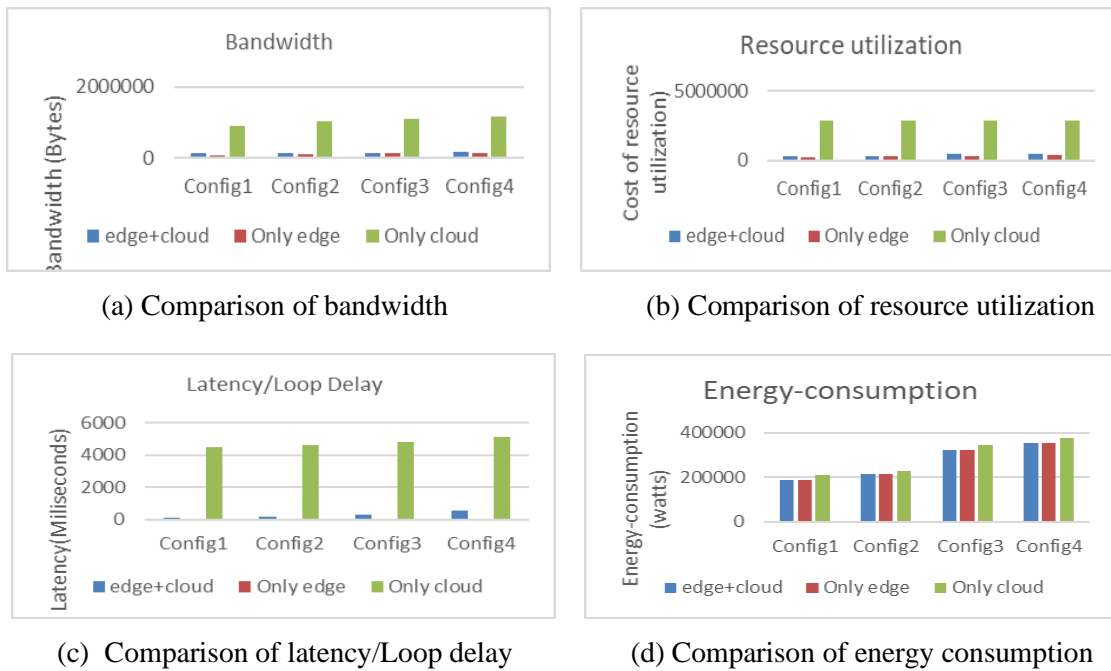 Bandwidth
2000000
0
Bandwidth (Bytes)
Config1 Config2 Config3 Config4
edge+cloud Only edge Only cloud
(a) Comparison of bandwidth
Resource utilization
5000000
0
Cost of resource
utilization)
Config1 Config2 Config3 Config4
edge+cloud Only edge Only cloud
(b) Comparison of resource utilization
Latency/Loop Delay
6000
4000
2000
0
Latency(Miliseconds)
Config1 Config2 Config3 Config4
edge+cloud Only edge Only cloud
(c) Comparison of latency/Loop delay
Energy-consumption
400000
200000
0
Energy-consumption
(watts)
Config1 Config2 Config3 Config4
edge+cloud Only edge Only cloud
(d) Comparison of energy consumption